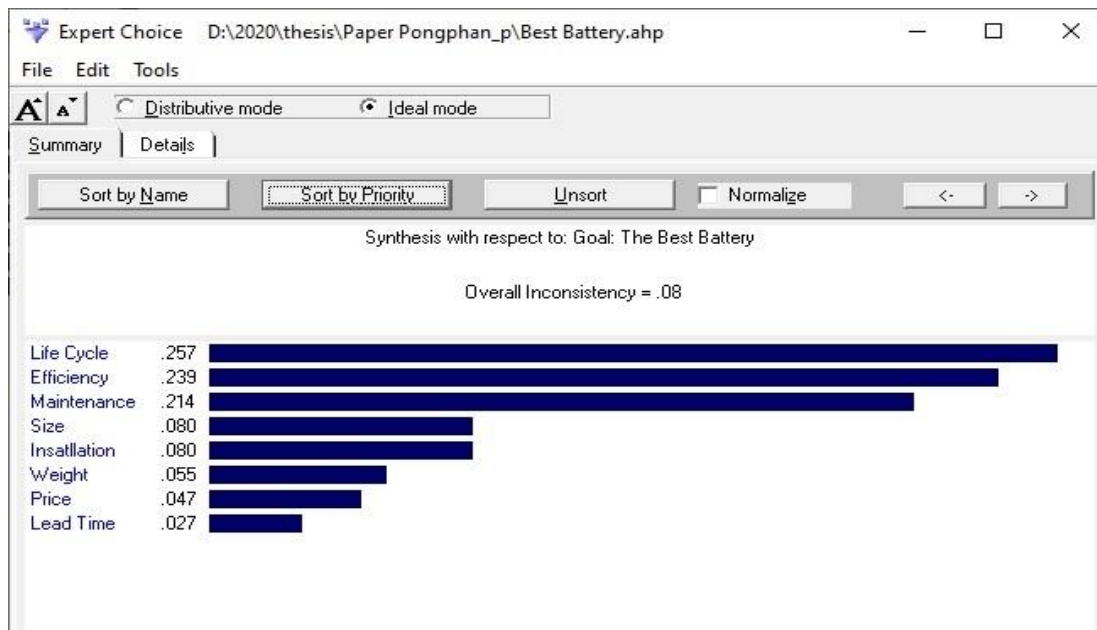 Expert Choice D:\2020\thesis\Paper Pongphan_p\Best Battery.ahp
File Edit Tools
A A Distributive mode Ideal mode
Summary Details
Sort by Name Sort by Priority Unsort Normalize <- ->
Synthesis with respect to: Goal: The Best Battery
Overall Inconsistency = .08
Life Cycle .257
Efficiency .239
Maintenance .214
Size .080
Insatllation .080
Weight .055
Price .047
Lead Time .027